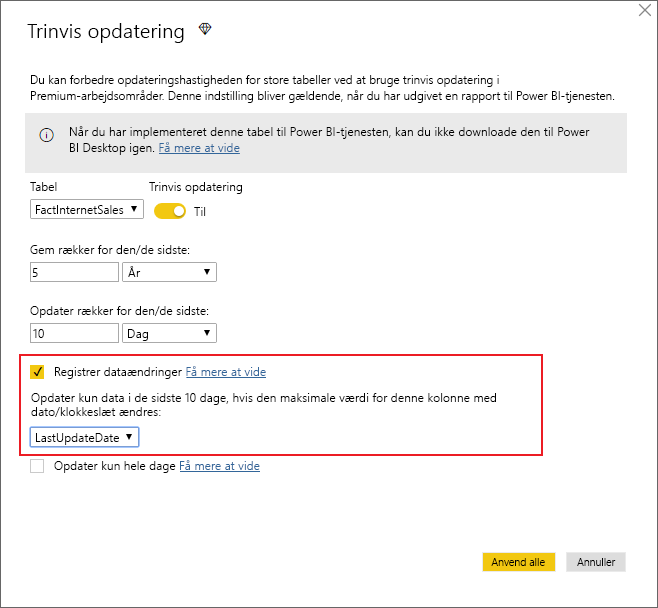 Trinvis opdatering
Du kan forbedre opdateringshastigheden for store tabeller ved at bruge trinvis opdatering i
Premium-arbejdsområder. Denne indstilling bliver gældende, når du har udgivet en rapport til Power BI-tjenesten.
Når du har implementeret denne tabel til Power BI-tjenesten, kan du ikke downloade den til Power
BI Desktop igen. Få mere at vide
Tabel Trinvis opdatering
FactInternetSales Til
Gem rækker for den/de sidste:
5 År
Opdater rækker for den/de sidste:
10 Dag
Registrer dataændringer Få mere at vide
Opdater kun data i de sidste 10 dage, hvis den maksimale værdi for denne kolonne med
dato/klokkeslæt ændres:
LastUpdateDate
Opdater kun hele dage Få mere at vide
Anvend alle Annuller